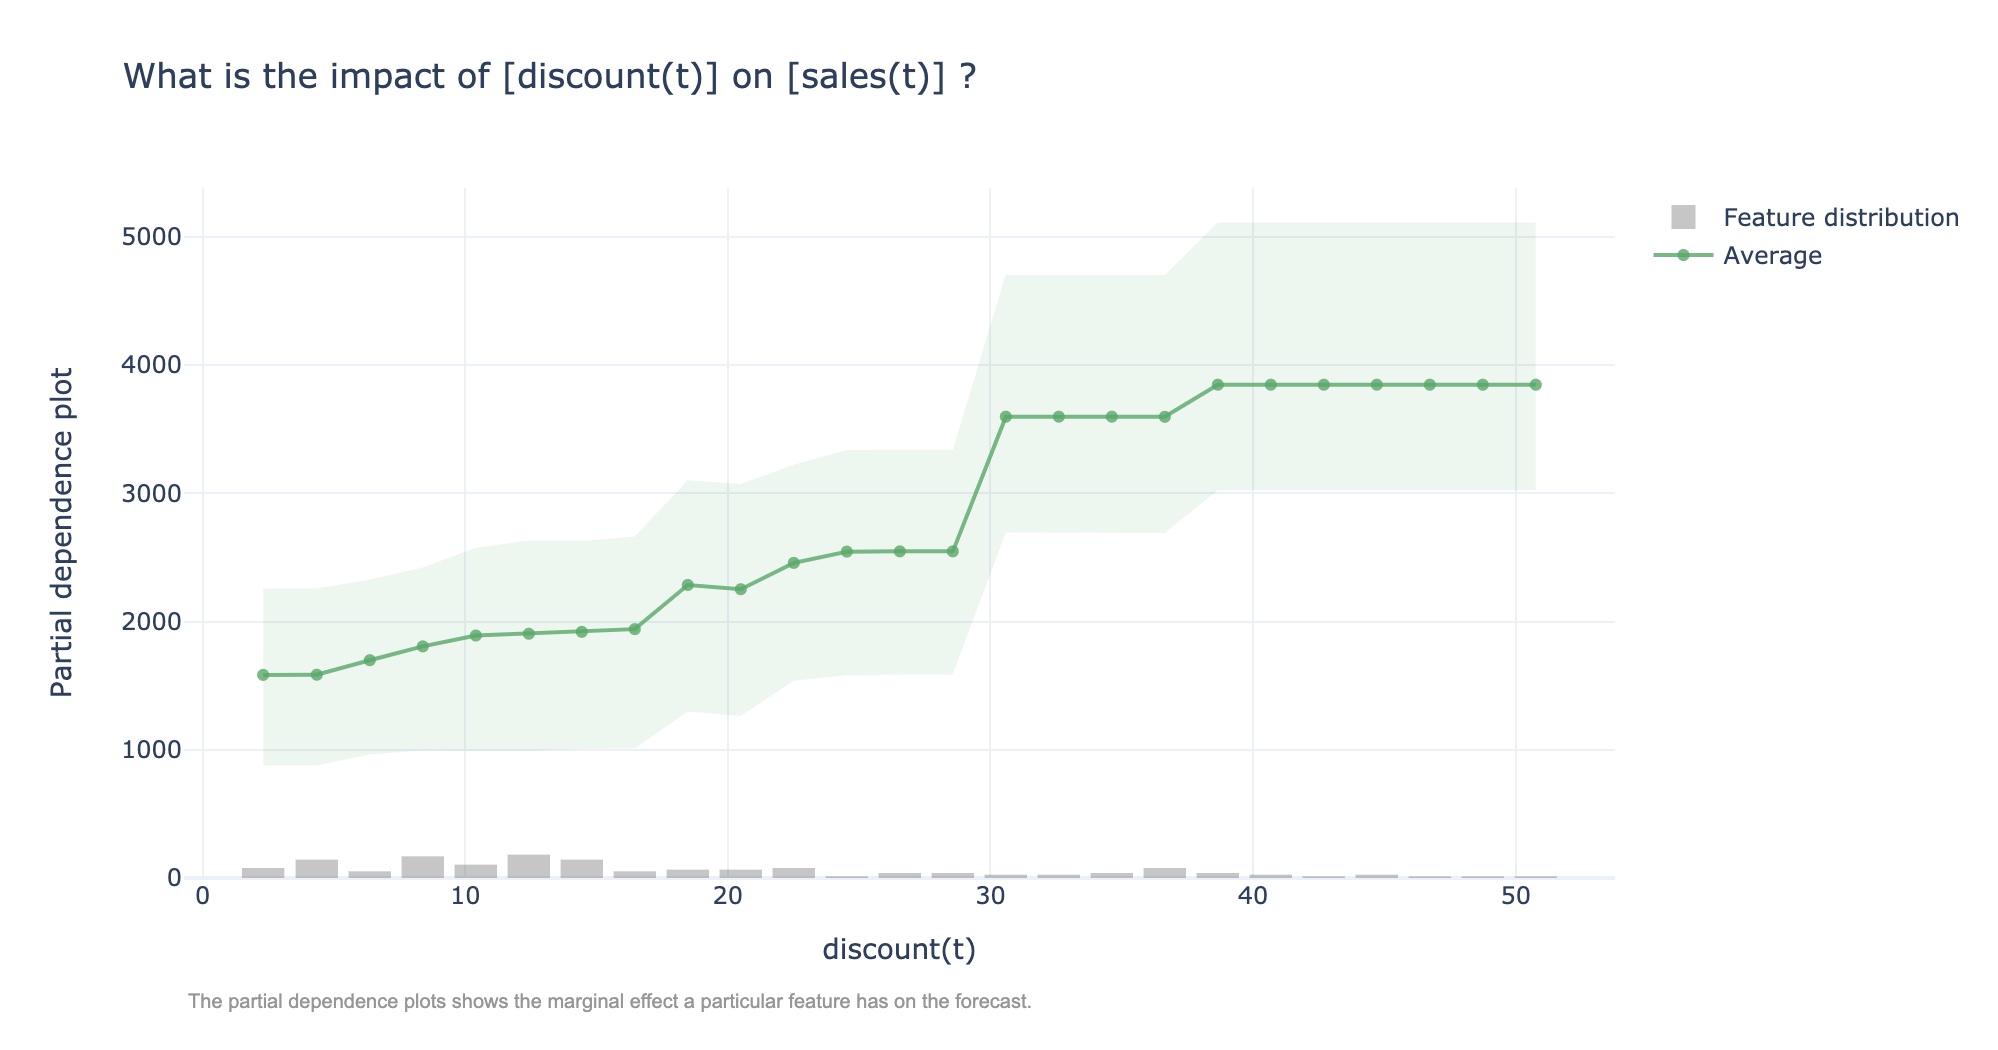 What is the impact of [discount(t)] on [sales(t)] ?
Feature distribution
Average
Partial dependence plot
5000
4000
3000
2000
1000
0
0 10 20 30 40 50
discount(t)
The partial dependence plots shows the marginal effect a particular feature has on the forecast.